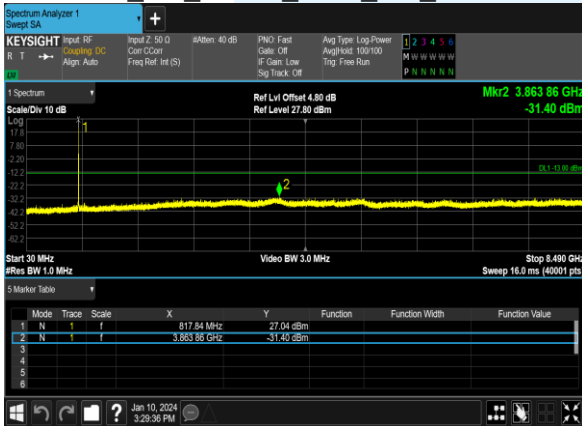 Spectrum Analyzer 1
Swept SA
+
KEYSIGHT
R T
LW
Input: RF
Coupling: DC
Align: Auto
Input Z: 50 Ω
Corr CCorr
Freq Ref: Int (S)
#Atten: 40 dB
PNO: Fast
Gate: Off
IF Gain: Low
Sig Track: Off
Avg Type: Log-Power
Avg|Hold: 100/100
Trig: Free Run
1 2 3 4 5 6
M W W W W W
P N N N N N
1 Spectrum
Scale/Div 10 dB
Ref Lvl Offset 4.80 dB
Ref Level 27.80 dBm
Mkr2 3.863 86 GHz
-31.40 dBm
Log
17.8
7.80
-2.20
-12.2
-22.2
-32.2
-42.2
-52.2
-62.2
1
2
DL1 -13.00 dBm
Start 30 MHz
#Res BW 1.0 MHz
Video BW 3.0 MHz
Stop 8.490 GHz
Sweep 16.0 ms (40001 pts)
5 Marker Table
Mode Trace Scale X Y Function Function Width Function Value
1 N 1 f 817.84 MHz 27.04 dBm
2 N 1 f 3.863 86 GHz -31.40 dBm
3
4
5
6
?
Jan 10, 2024
3:29:36 PM